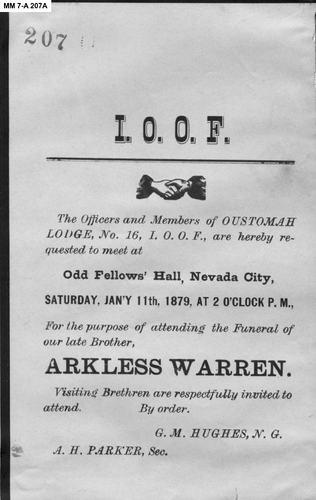 MM 7-A 207A
207
I. O. O. F.
The Officers and Members of OUSTOMAH
LODGE, No. 16, I. O. O. F., are hereby re-
quested to meet at
Odd Fellows' Hall, Nevada City,
SATURDAY, JAN'Y 11th, 1879, AT 2 O'CLOCK P. M.,
For the purpose of attending the Funeral of
our late Brother,
ARKLESS WARREN.
Visiting Brethren are respectfully invited to
attend. By order.
G. M. HUGHES, N. G.
A. H. PARKER, Sec.